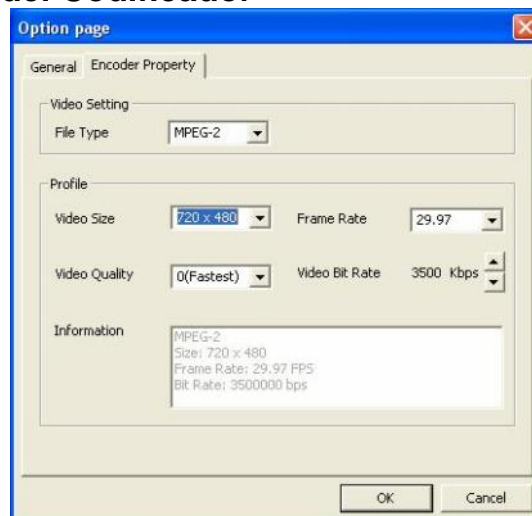 Option page
General Encoder Property
Video Setting
File Type MPEG-2
Profile
Video Size 720 x 480 Frame Rate 29.97
Video Quality 0(Fastest) Video Bit Rate 3500 Kbps
Information
MPEG-2
Size: 720 x 480
Frame Rate: 29.97 FPS
Bit Rate: 3500000 bps
OK Cancel